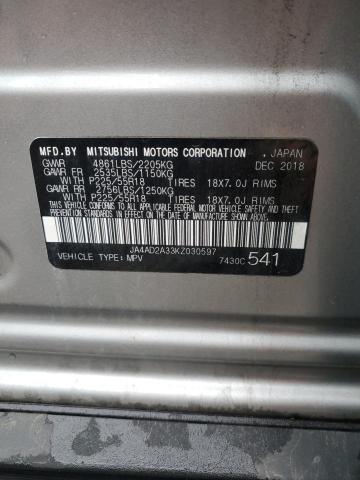 MFD.BY MITSUBISHI MOTORS CORPORATION , JAPAN
GVWR 4861LBS/2205KG DEC 2018
GAWR FR 2535LBS/1150KG
WITH P225/55R18 TIRES 18X7.0J RIMS
GAWR RR 2756LBS/1250KG
WITH P225/55R18 TIRES 18X7.0J RIMS
THIS VEHICLE CONFORMS TO ALL APPLICABLE FEDERAL MOTOR VEHICLE SAFETY AND THEFT PREVENTION STANDARDS IN EFFECT ON THE DATE OF MANUFACTURE SHOWN ABOVE.
JA4AD2A33KZ030597
VEHICLE TYPE:MPV 7430C 541